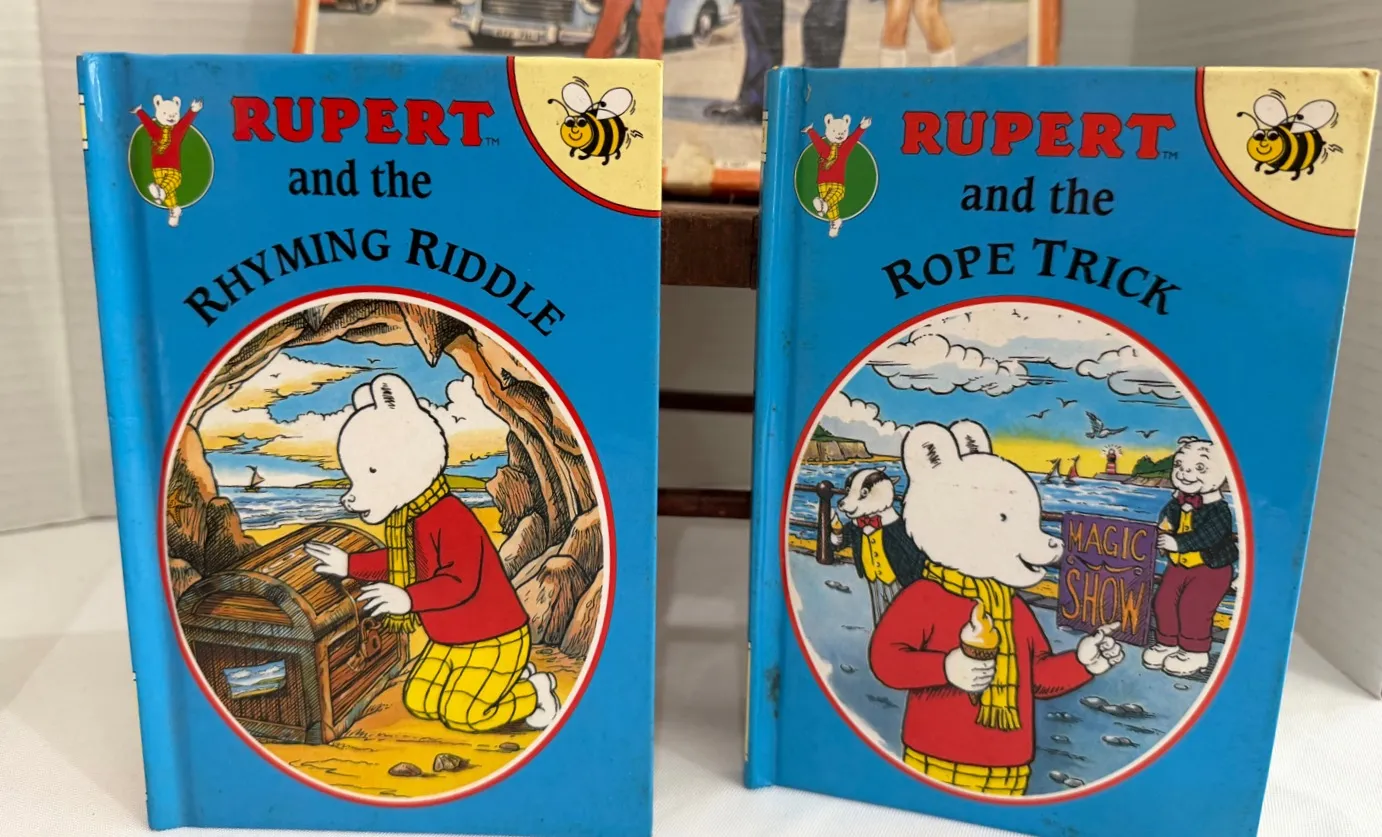 RUPERT™
and the
RHYMING RIDDLE
RUPERT™
and the
ROPE TRICK
MAGIC
SHOW